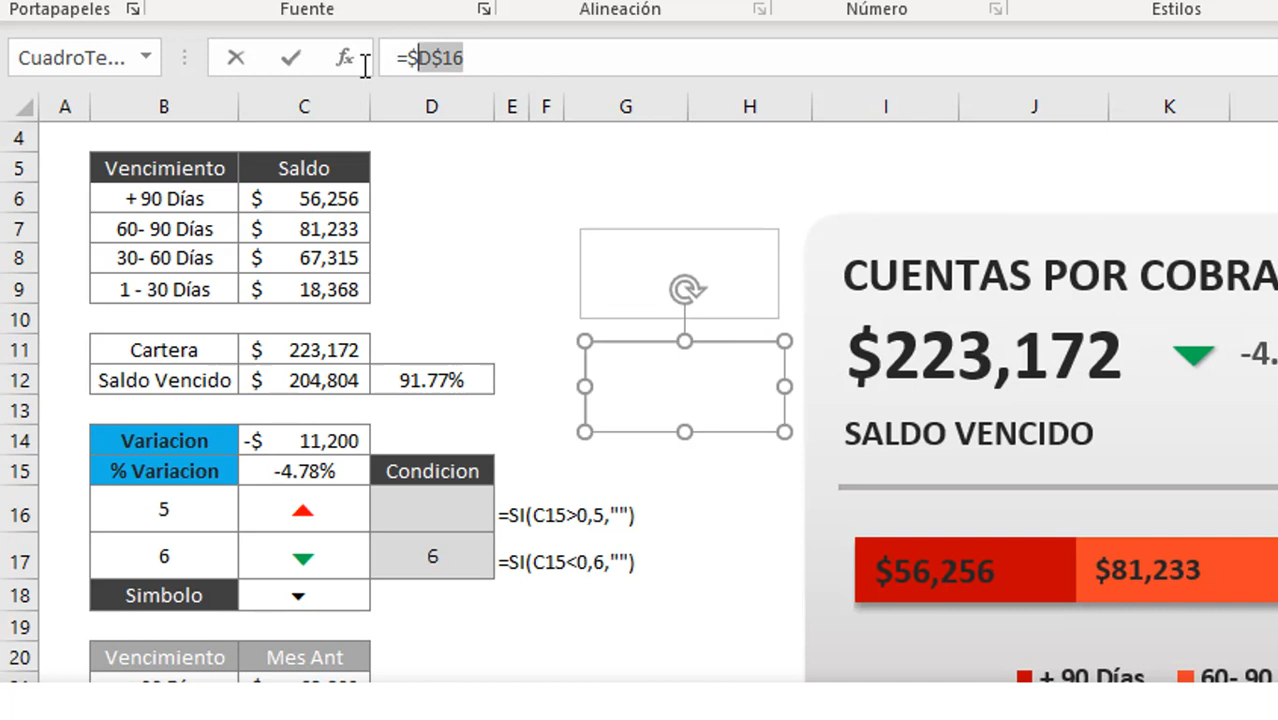 Portapapeles Fuente Alineación Número Estilos
CuadroTe... fx =$D$16
A B C D E F G H I J K
4
5 Vencimiento Saldo
6 + 90 Días $ 56,256
7 60- 90 Días $ 81,233
8 30- 60 Días $ 67,315
9 1 - 30 Días $ 18,368
10
11 Cartera $ 223,172
12 Saldo Vencido $ 204,804 91.77%
13
14 Variacion -$ 11,200
15 % Variacion -4.78% Condicion
16 5 =SI(C15>0,5,"")
17 6 6 =SI(C15<0,6,"")
18 Simbolo
19
20 Vencimiento Mes Ant
CUENTAS POR COBRA
$223,172 -4.
SALDO VENCIDO
$56,256 $81,233
+ 90 Días 60- 90